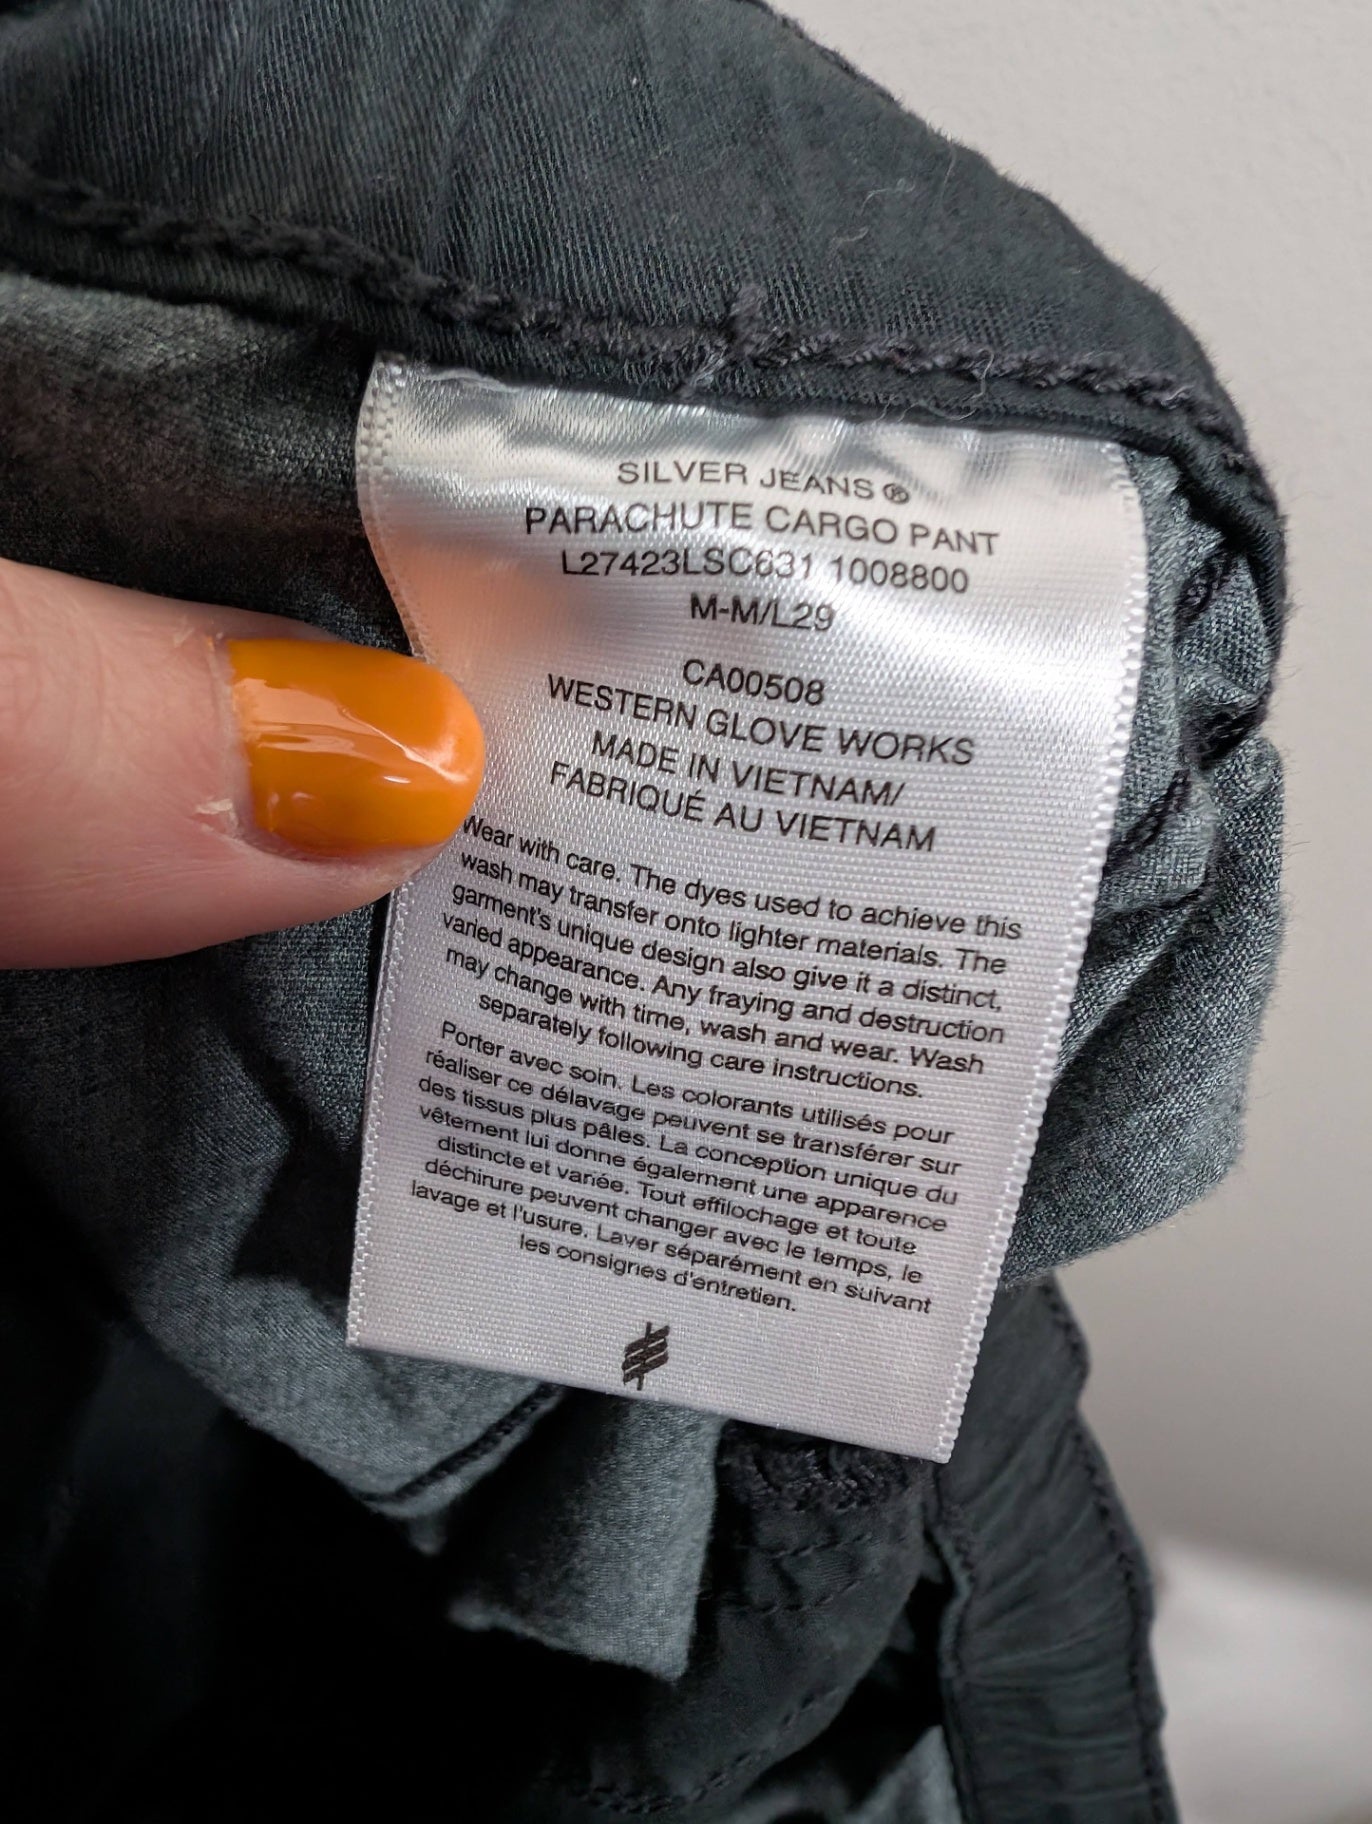 SILVER JEANS ®
PARACHUTE CARGO PANT
L27423LSC631 1008800
M-M/L29
CA00508
WESTERN GLOVE WORKS
MADE IN VIETNAM/
FABRIQUÉ AU VIETNAM
Wear with care. The dyes used to achieve this
wash may transfer onto lighter materials. The
garment's unique design also give it a distinct,
varied appearance. Any fraying and destruction
may change with time, wash and wear. Wash
separately following care instructions.
Porter avec soin. Les colorants utilisés pour
réaliser ce délavage peuvent se transférer sur
des tissus plus pâles. La conception unique du
vêtement lui donne également une apparence
distincte et variée. Tout effilochage et toute
déchirure peuvent changer avec le temps, le
lavage et l'usure. Laver séparément en suivant
les consignes d'entretien.